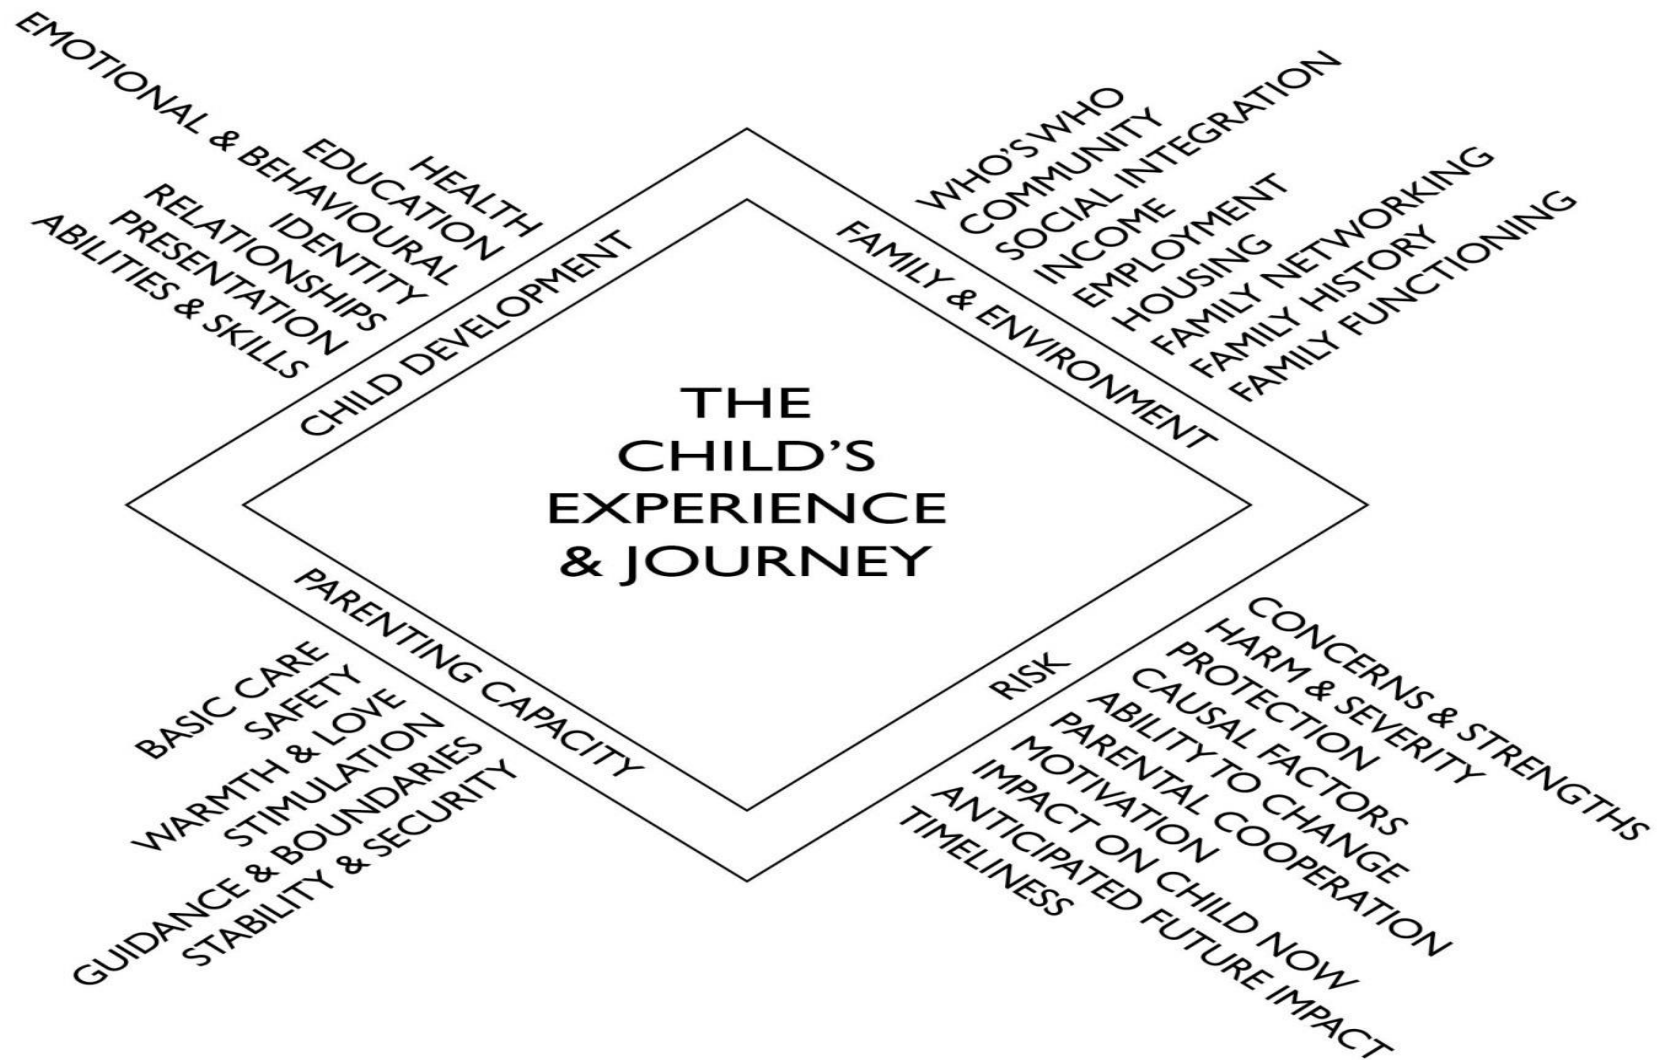 HEALTH
EDUCATION
EMOTIONAL & BEHAVIOURAL
IDENTITY
RELATIONSHIPS
PRESENTATION
ABILITIES & SKILLS
CHILD DEVELOPMENT
WHO'S WHO
COMMUNITY
SOCIAL INTEGRATION
INCOME
EMPLOYMENT
HOUSING
FAMILY NETWORKING
FAMILY HISTORY
FAMILY FUNCTIONING
FAMILY & ENVIRONMENT
THE
CHILD'S
EXPERIENCE
& JOURNEY
PARENTING CAPACITY
BASIC CARE
SAFETY
WARMTH & LOVE
STIMULATION
GUIDANCE & BOUNDARIES
STABILITY & SECURITY
RISK
CONCERNS & STRENGTHS
HARM & SEVERITY
PROTECTION
CAUSAL FACTORS
ABILITY TO CHANGE
PARENTAL COOPERATION
MOTIVATION
IMPACT ON CHILD NOW
ANTICIPATED FUTURE IMPACT
TIMELINESS